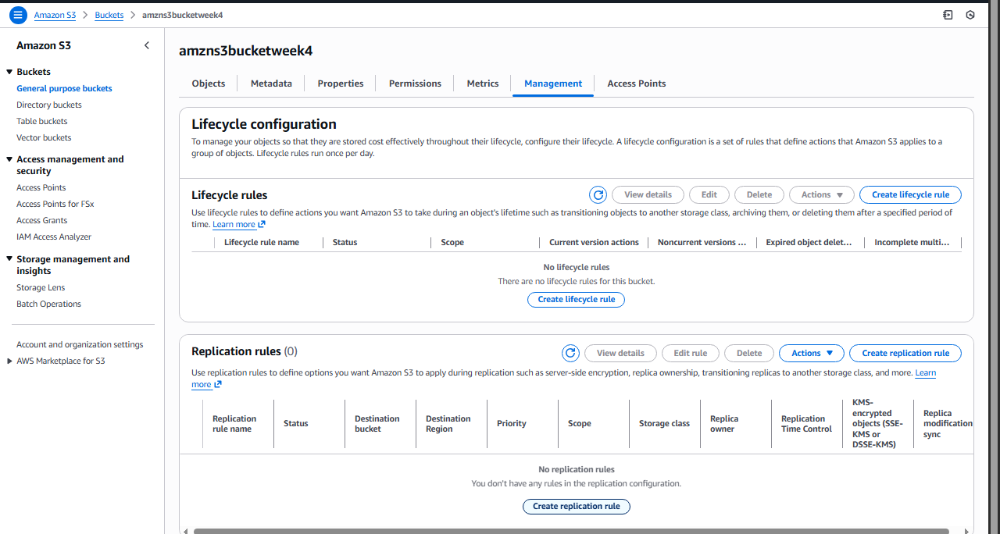 Amazon S3 > Buckets > amzns3bucketweek4
Amazon S3
Buckets
General purpose buckets
Directory buckets
Table buckets
Vector buckets
Access management and
security
Access Points
Access Points for FSx
Access Grants
IAM Access Analyzer
Storage management and
insights
Storage Lens
Batch Operations
Account and organization settings
AWS Marketplace for S3
amzns3bucketweek4
Objects Metadata Properties Permissions Metrics Management Access Points
Lifecycle configuration
To manage your objects so that they are stored cost effectively throughout their lifecycle, configure their lifecycle. A lifecycle configuration is a set of rules that define actions that Amazon S3 applies to a
group of objects. Lifecycle rules run once per day.
Lifecycle rules View details Edit Delete Actions Create lifecycle rule
Use lifecycle rules to define actions you want Amazon S3 to take during an object's lifetime such as transitioning objects to another storage class, archiving them, or deleting them after a specified period of
time. Learn more
Lifecycle rule name Status Scope Current version actions Noncurrent versions ... Expired object delet... Incomplete multi...
No lifecycle rules
There are no lifecycle rules for this bucket.
Create lifecycle rule
Replication rules (0) View details Edit rule Delete Actions Create replication rule
Use replication rules to define options you want Amazon S3 to apply during replication such as server-side encryption, replica ownership, transitioning replicas to another storage class, and more. Learn
more
Replication
rule name
Status
Destination
bucket
Destination
Region
Priority
Scope
Storage class
Replica
owner
Replication
Time Control
KMS-
encrypted
objects (SSE-
KMS or
DSSE-KMS)
Replica
modification
sync
No replication rules
You don't have any rules in the replication configuration.
Create replication rule